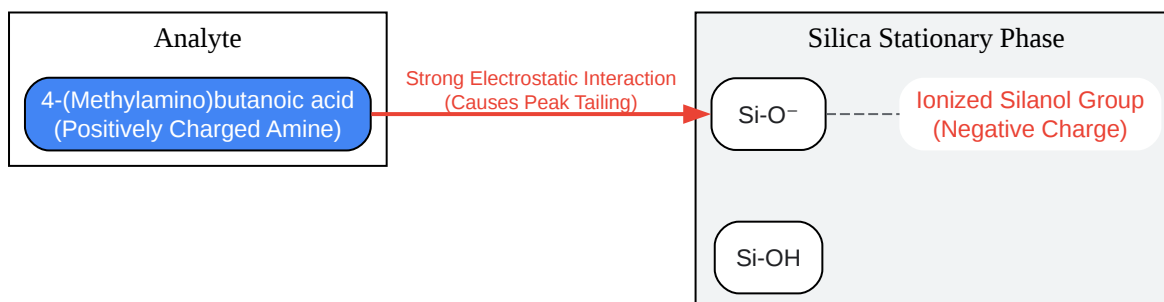 Analyte
4-(Methylamino)butanoic acid
(Positively Charged Amine)
Strong Electrostatic Interaction
(Causes Peak Tailing)
Silica Stationary Phase
Si-O⁻
Ionized Silanol Group
(Negative Charge)
Si-OH